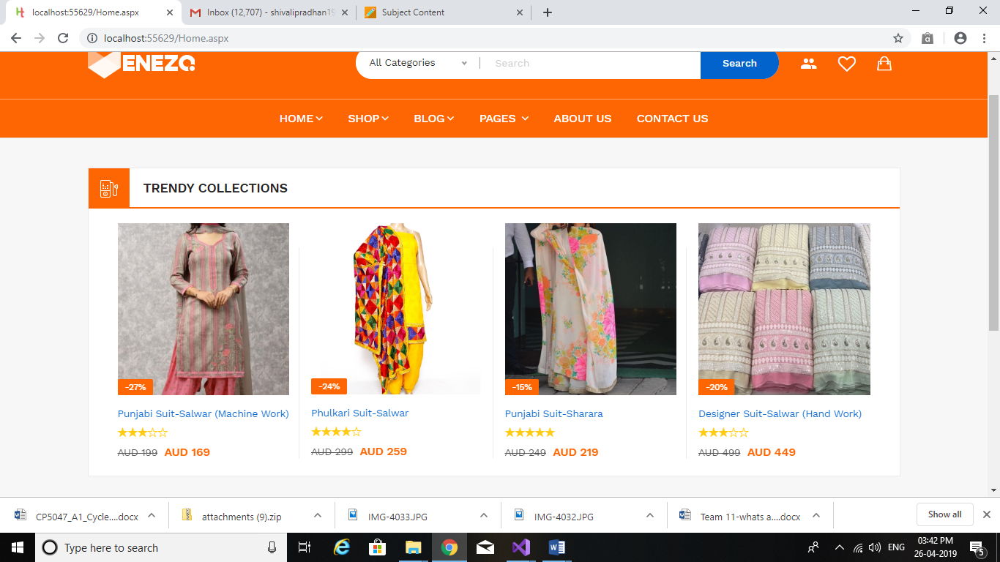 localhost:55629/Home.aspx
Inbox (12,707) - shivalipradhan19
Subject Content
localhost:55629/Home.aspx
ENEZO
All Categories
Search
Search
HOME
SHOP
BLOG
PAGES
ABOUT US
CONTACT US
TRENDY COLLECTIONS
-27%
-24%
-15%
-20%
Punjabi Suit-Salwar (Machine Work)
AUD 199 AUD 169
Phulkari Suit-Salwar
AUD 299 AUD 259
Punjabi Suit-Sharara
AUD 249 AUD 219
Designer Suit-Salwar (Hand Work)
AUD 499 AUD 449
CP5047_A1_Cycle....docx
attachments (9).zip
IMG-4033.JPG
IMG-4032.JPG
Team 11-whats a....docx
Show all
Type here to search
ENG
03:42 PM
26-04-2019
5